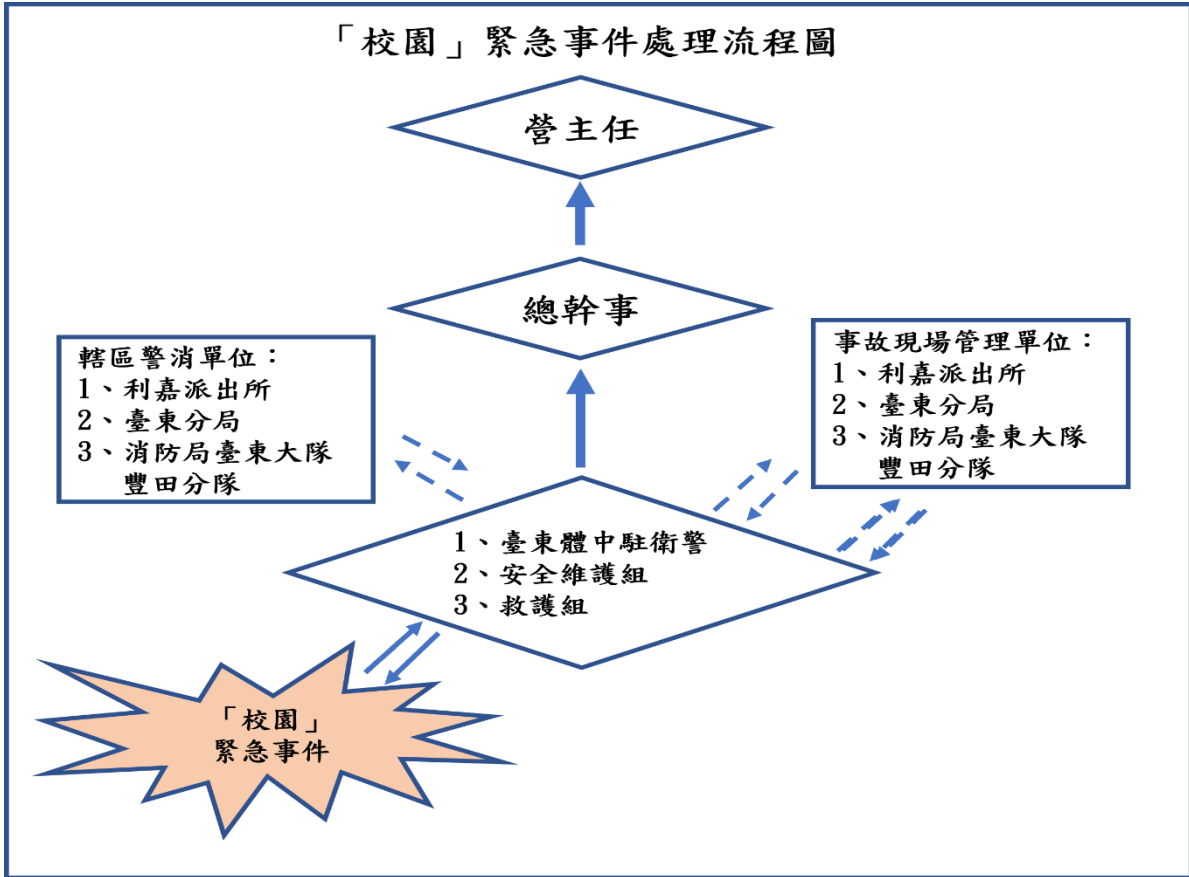 「校園」緊急事件處理流程圖
營主任
總幹事
轄區警消單位：
1、利嘉派出所
2、臺東分局
3、消防局臺東大隊
豐田分隊
事故現場管理單位：
1、利嘉派出所
2、臺東分局
3、消防局臺東大隊
豐田分隊
1、臺東體中駐衛警
2、安全維護組
3、救護組
「校園」
緊急事件